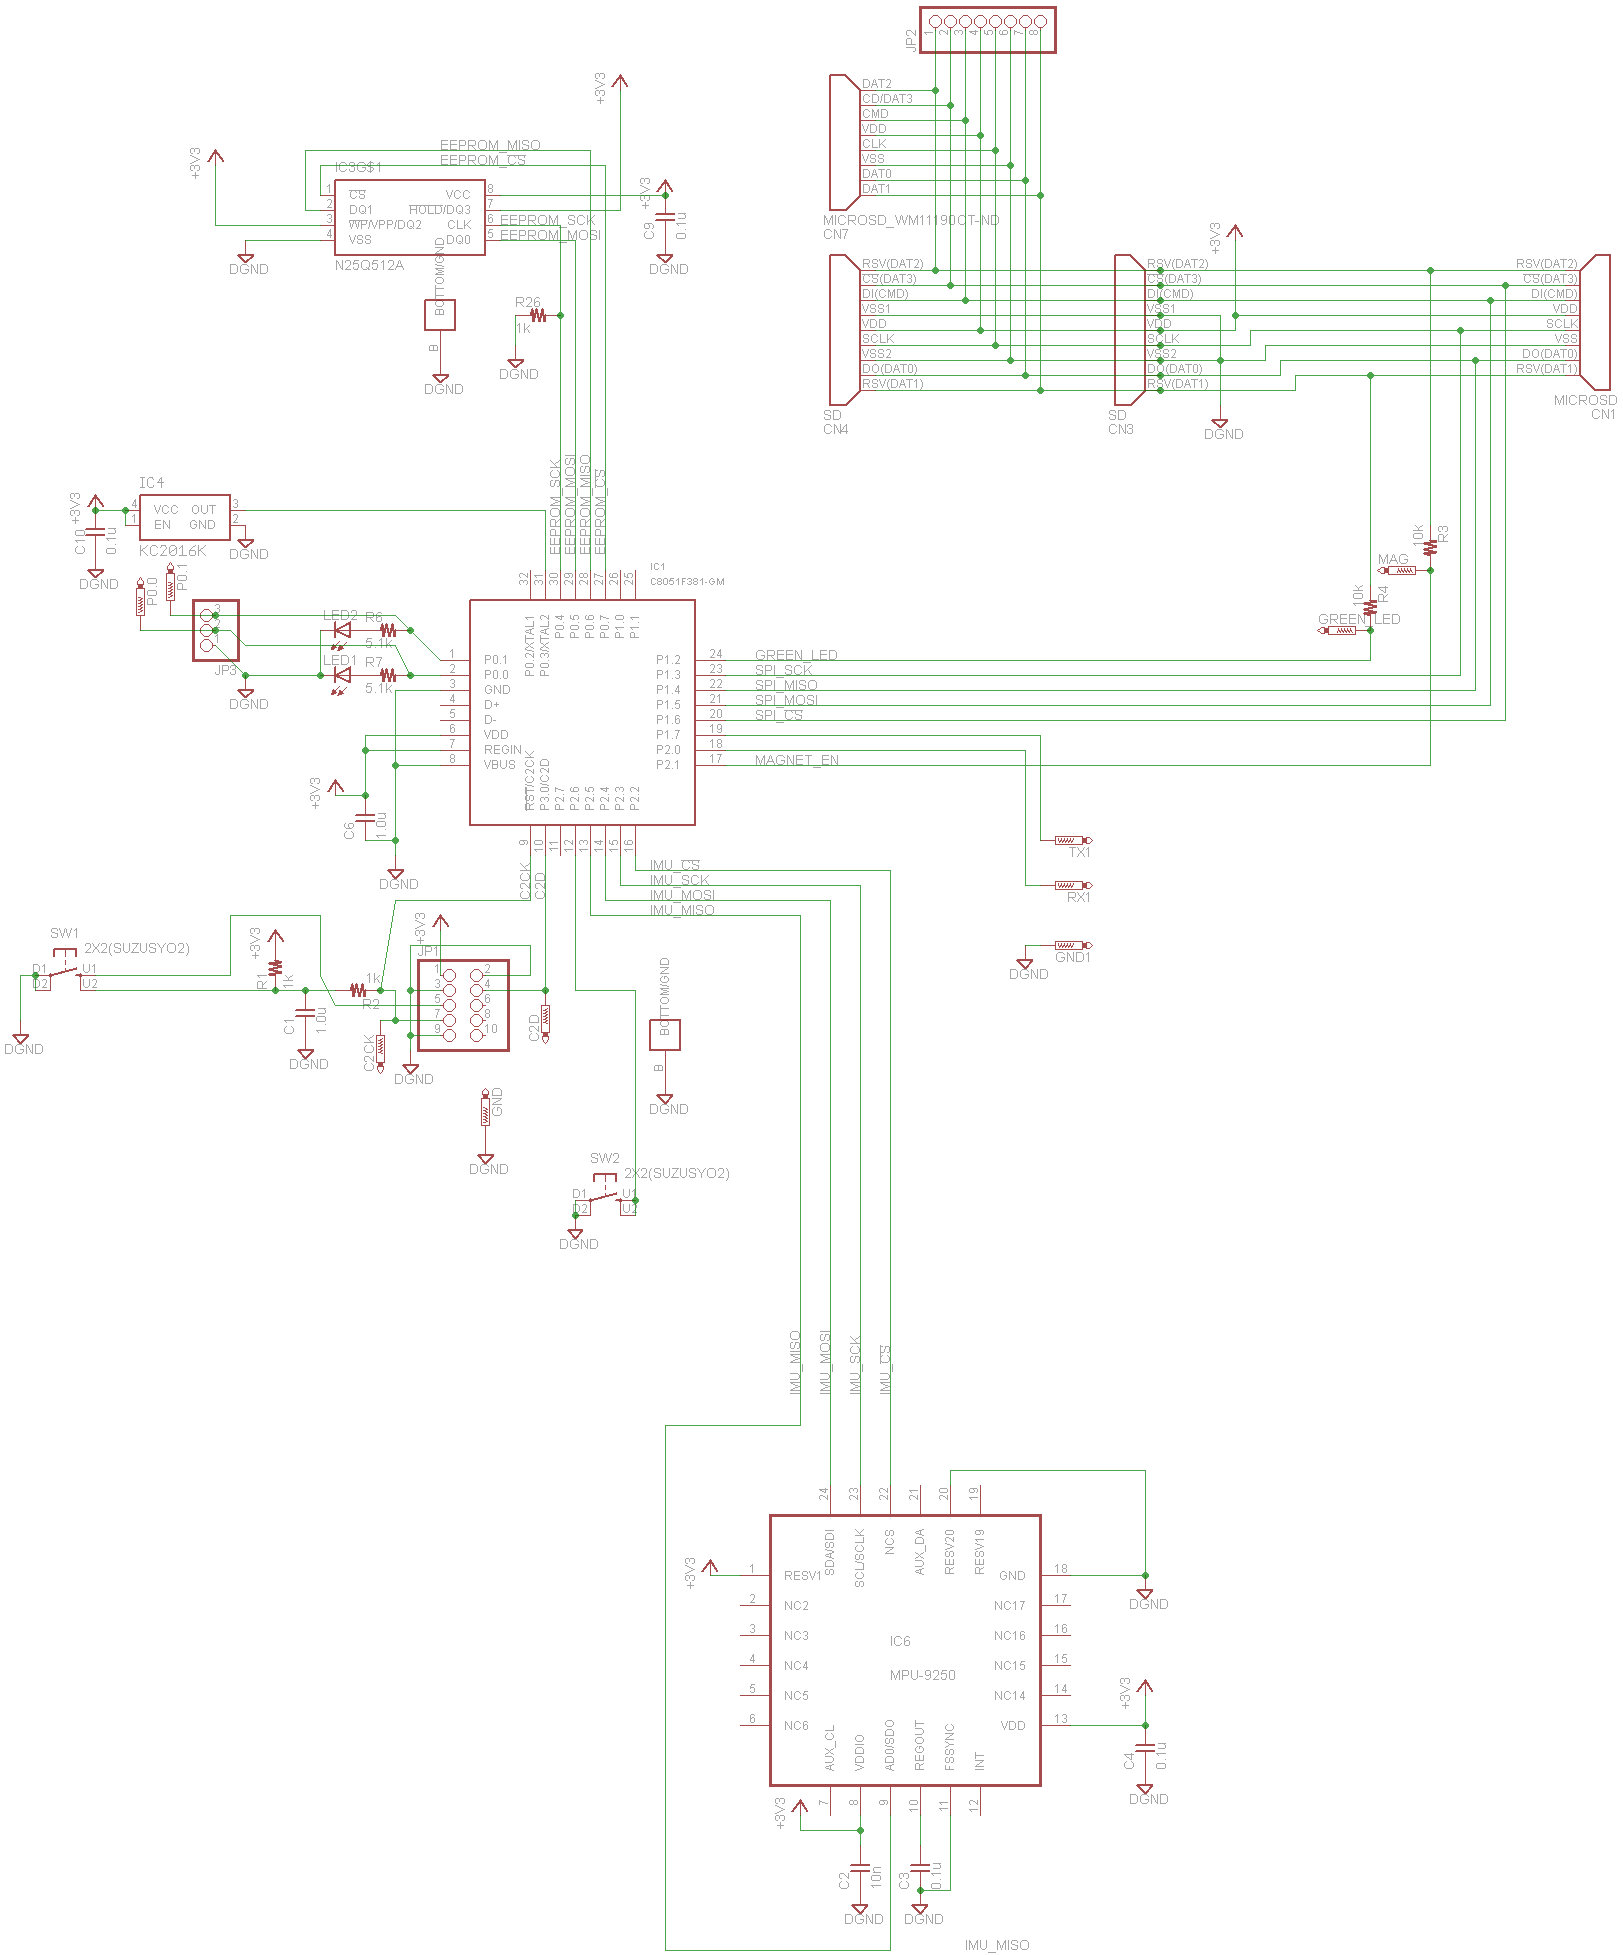 JP2
1 2 3 4 5 6 7 8
DAT2
CD/DAT3
CMD
VDD
CLK
VSS
DAT0
DAT1
MICROSD_WM11190CT-ND
CN7
+3V3
+3V3
EEPROM_MISO
EEPROM_CS
IC3G$1
1 CS VCC 8
2 DQ1 HOLD/DQ3 7
3 WP/VPP/DQ2 CLK 6
4 VSS DQ0 5
EEPROM_SCK
EEPROM_MOSI
N25Q512A
DGND
+3V3
C9
0.1u
DGND
BOTTOM/GND
B
DGND
R26
1k
DGND
RSV(DAT2)
CS(DAT3)
DI(CMD)
VSS1
VDD
SCLK
VSS2
DO(DAT0)
RSV(DAT1)
SD
CN4
RSV(DAT2)
CS(DAT3)
DI(CMD)
VSS1
VDD
SCLK
VSS2
DO(DAT0)
RSV(DAT1)
SD
CN3
+3V3
DGND
RSV(DAT2)
CS(DAT3)
DI(CMD)
VDD
SCLK
VSS
DO(DAT0)
RSV(DAT1)
MICROSD
CN1
EEPROM_SCK
EEPROM_MOSI
EEPROM_MISO
EEPROM_CS
IC4
4 VCC OUT 3
1 EN GND 2
KC2016K
+3V3
C10
0.1u
DGND
DGND
P0.0
P0.1
3
2
1
JP3
DGND
LED2
R6
5.1k
LED1
R7
5.1k
IC1
C8051F381-GM
32 31 30 29 28 27 26 25
P0.2/XTAL1
P0.3/XTAL2
P0.4
P0.5
P0.6
P0.7
P1.0
P1.1
1 P0.1
2 P0.0
3 GND
4 D+
5 D-
6 VDD
7 REGIN
8 VBUS
P1.2 24 GREEN_LED
P1.3 23 SPI_SCK
P1.4 22 SPI_MISO
P1.5 21 SPI_MOSI
P1.6 20 SPI_CS
P1.7 19
P2.0 18
P2.1 17 MAGNET_EN
RST/C2CK
P3.0/C2D
P2.7
P2.6
P2.5
P2.4
P2.3
P2.2
9 10 11 12 13 14 15 16
10k
R3
MAG
10k
R4
GREEN_LED
+3V3
C6
1.0u
DGND
TX1
RX1
GND1
DGND
C2CK
C2D
IMU_CS
IMU_SCK
IMU_MOSI
IMU_MISO
SW1
2X2(SUZUSYO2)
D1 U1
D2 U2
DGND
+3V3
R1
1k
C1
1.0u
DGND
1k
R2
C2CK
+3V3
JP1
1 2
3 4
5 6
7 8
9 10
DGND
C2D
GND
DGND
BOTTOM/GND
B
DGND
SW2
2X2(SUZUSYO2)
D1 U1
D2 U2
DGND
IMU_MISO
IMU_MOSI
IMU_SCK
IMU_CS
24 23 22 21 20 19
SDA/SDI
SCL/SCLK
NCS
AUX_DA
RESV20
RESV19
+3V3
1 RESV1
2 NC2
3 NC3
4 NC4
5 NC5
6 NC6
IC6
MPU-9250
GND 18
NC17 17
NC16 16
NC15 15
NC14 14
VDD 13
DGND
+3V3
C4
0.1u
DGND
AUX_CL
VDDIO
AD0/SDO
REGOUT
FSSYNC
INT
7 8 9 10 11 12
+3V3
C2
10n
DGND
C3
0.1u
DGND
IMU_MISO